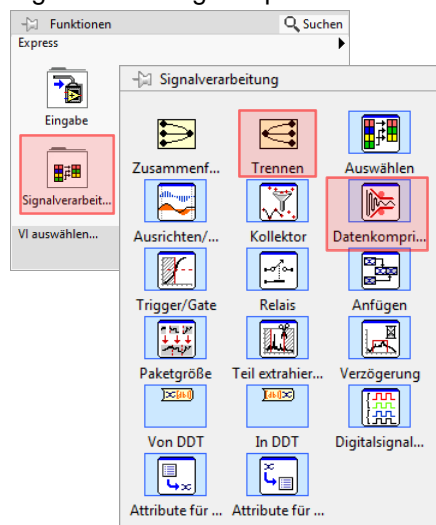 Funktionen
Suchen
Express
Eingabe
Signalverarbeit...
VI auswählen...
Signalverarbeitung
Zusammenf...
Trennen
Auswählen
Ausrichten/...
Kollektor
Datenkompri...
Trigger/Gate
Relais
Anfügen
Paketgröße
Teil extrahier...
Verzögerung
Von DDT
In DDT
Digitalsignal...
Attribute für ...
Attribute für ...